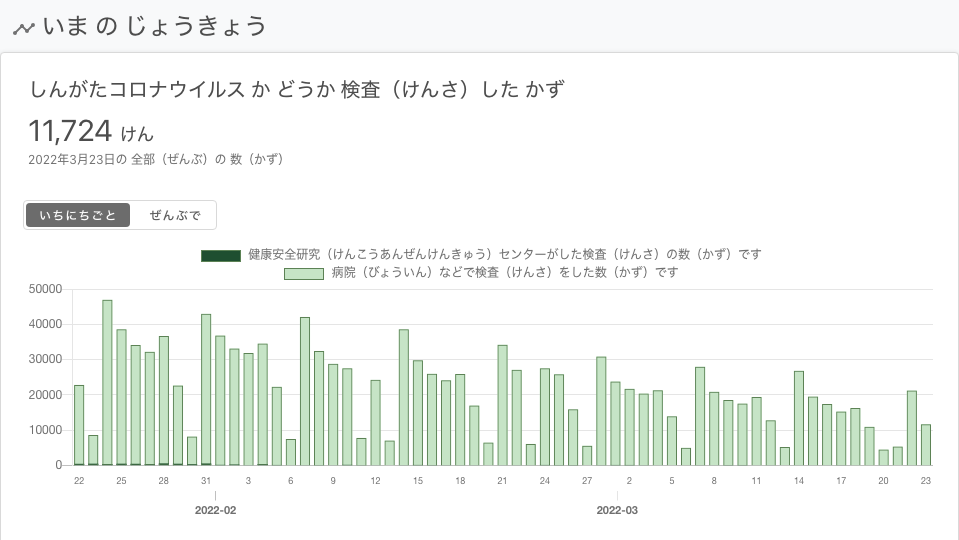 いま の じょうきょう
しんがたコロナウイルス か どうか 検査（けんさ）した かず
11,724 けん
2022年3月23日の 全部（ぜんぶ）の 数（かず）
いちにちごと ぜんぶで
健康安全研究（けんこうあんぜんけんきゅう）センターがした検査（けんさ）の数（かず）です
病院（びょういん）などで検査（けんさ）をした数（かず）です
50000
40000
30000
20000
10000
0
22 25 28 31 3 6 9 12 15 18 21 24 27 2 5 8 11 14 17 20 23
2022-02 2022-03